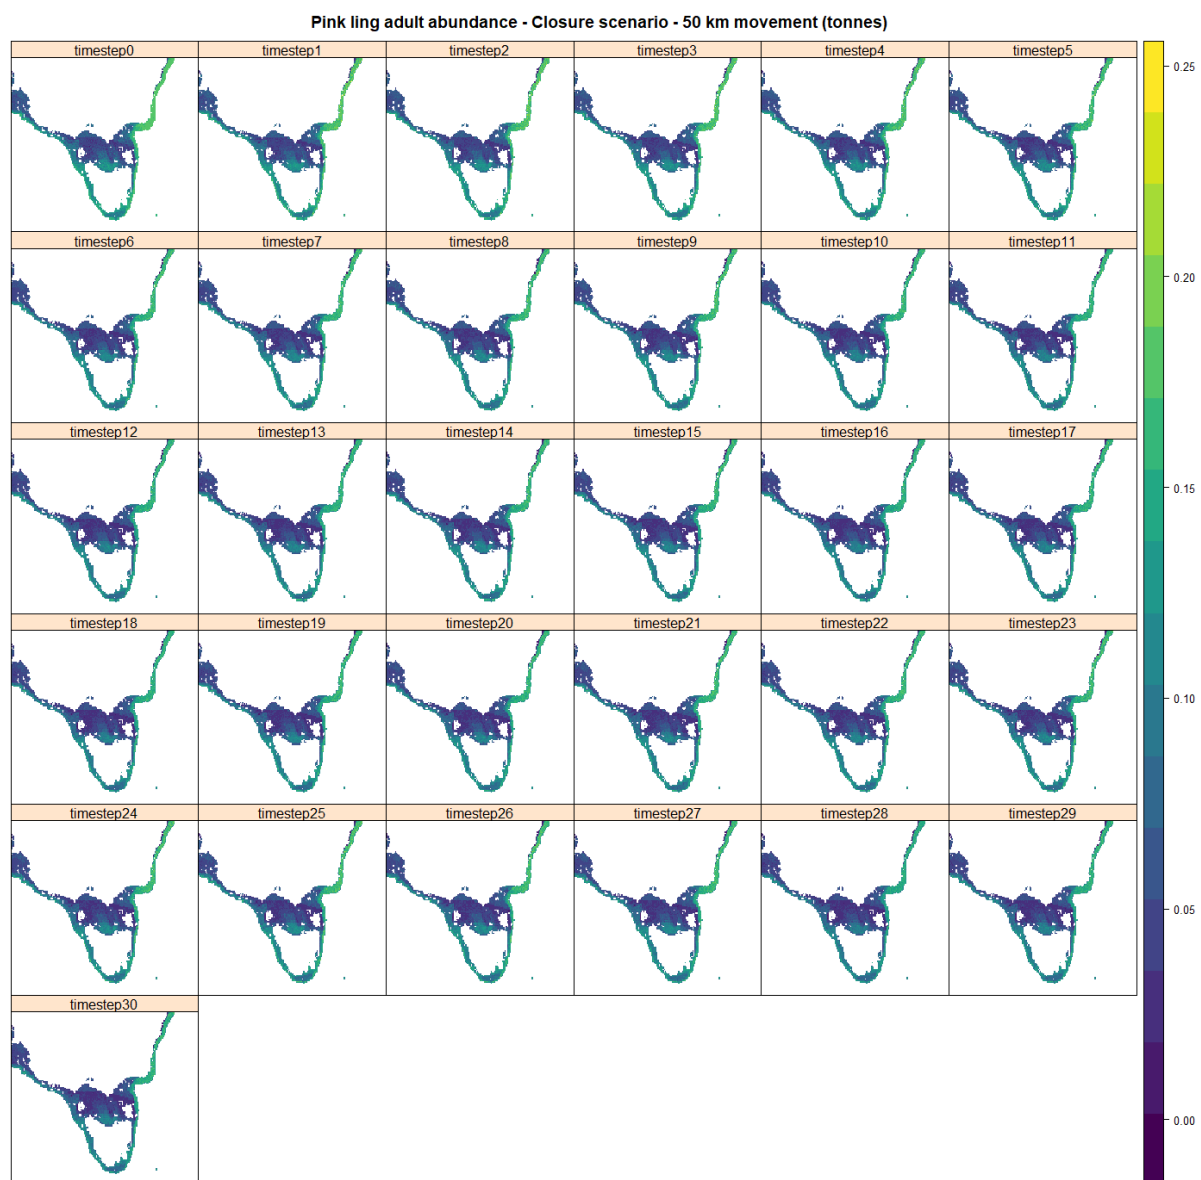 Pink ling adult abundance - Closure scenario - 50 km movement (tonnes)
timestep0 timestep1 timestep2 timestep3 timestep4 timestep5
timestep6 timestep7 timestep8 timestep9 timestep10 timestep11
timestep12 timestep13 timestep14 timestep15 timestep16 timestep17
timestep18 timestep19 timestep20 timestep21 timestep22 timestep23
timestep24 timestep25 timestep26 timestep27 timestep28 timestep29
timestep30
0.25
0.20
0.15
0.10
0.05
0.00